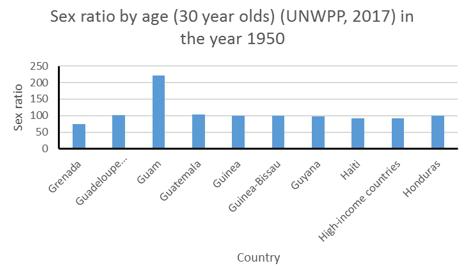 Sex ratio by age (30 year olds) (UNWPP, 2017) in
the year 1950
Sex ratio
250
200
150
100
50
0
Grenada
Guadeloupe...
Guam
Guatemala
Guinea
Guinea-Bissau
Guyana
Haiti
High-income countries
Honduras
Country